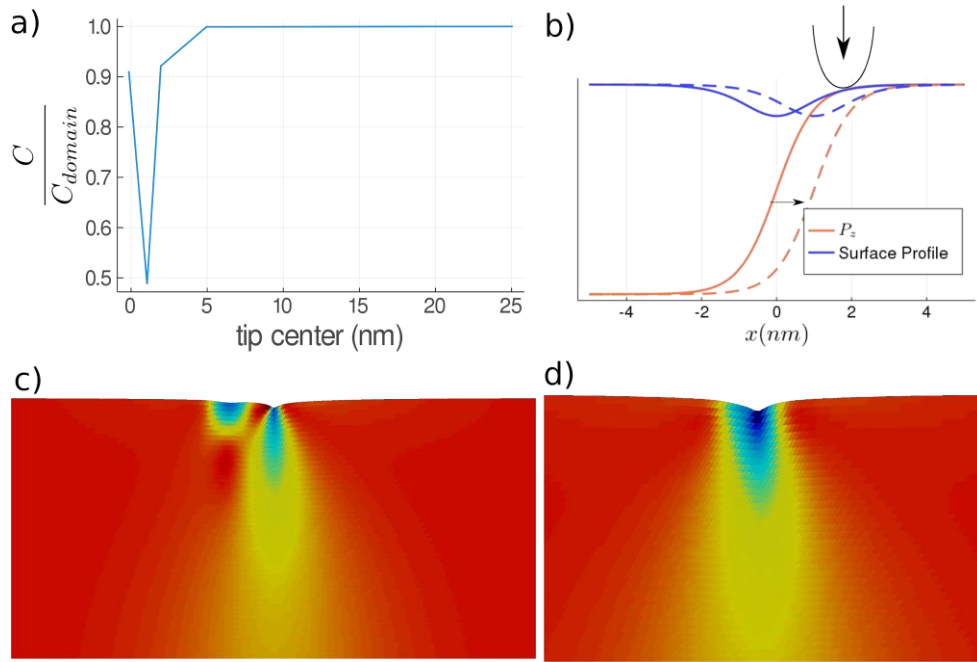 a)
1.0
0.9
0.8
0.7
0.6
0.5
C
C_domain
0 5 10 15 20 25
tip center (nm)
b)
P_z
Surface Profile
-4 -2 0 2 4
x(nm)
c)
d)